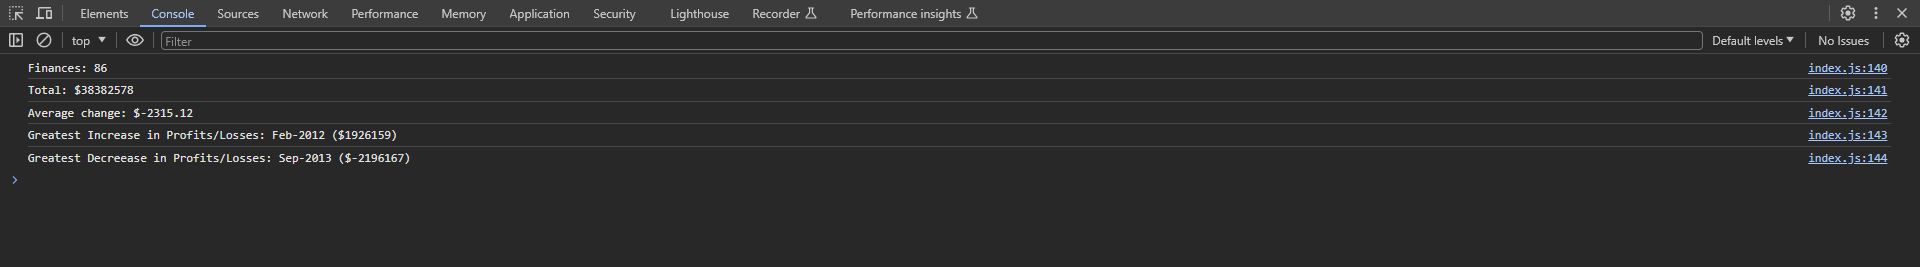 Elements Console Sources Network Performance Memory Application Security Lighthouse Recorder Performance insights
top Filter Default levels No Issues
Finances: 86 index.js:140
Total: $38382578 index.js:141
Average change: $-2315.12 index.js:142
Greatest Increase in Profits/Losses: Feb-2012 ($1926159) index.js:143
Greatest Decreease in Profits/Losses: Sep-2013 ($-2196167) index.js:144